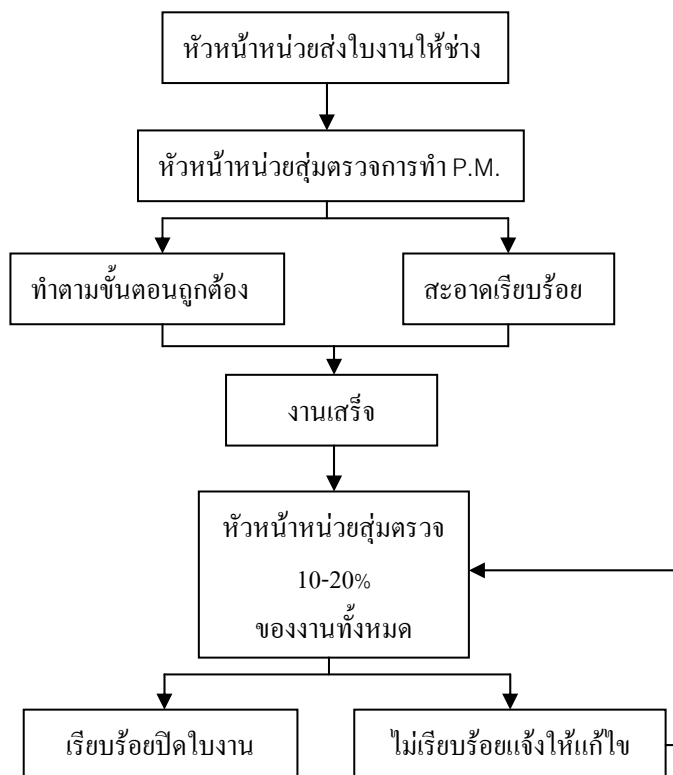 หัวหน้าหน่วยส่งใบงานให้ช่าง
หัวหน้าหน่วยสุ่มตรวจการทำ P.M.
ทำตามขั้นตอนถูกต้อง
สะอาดเรียบร้อย
งานเสร็จ
หัวหน้าหน่วยสุ่มตรวจ
10-20%
ของงานทั้งหมด
เรียบร้อยปิดใบงาน
ไม่เรียบร้อยแจ้งให้แก้ไข